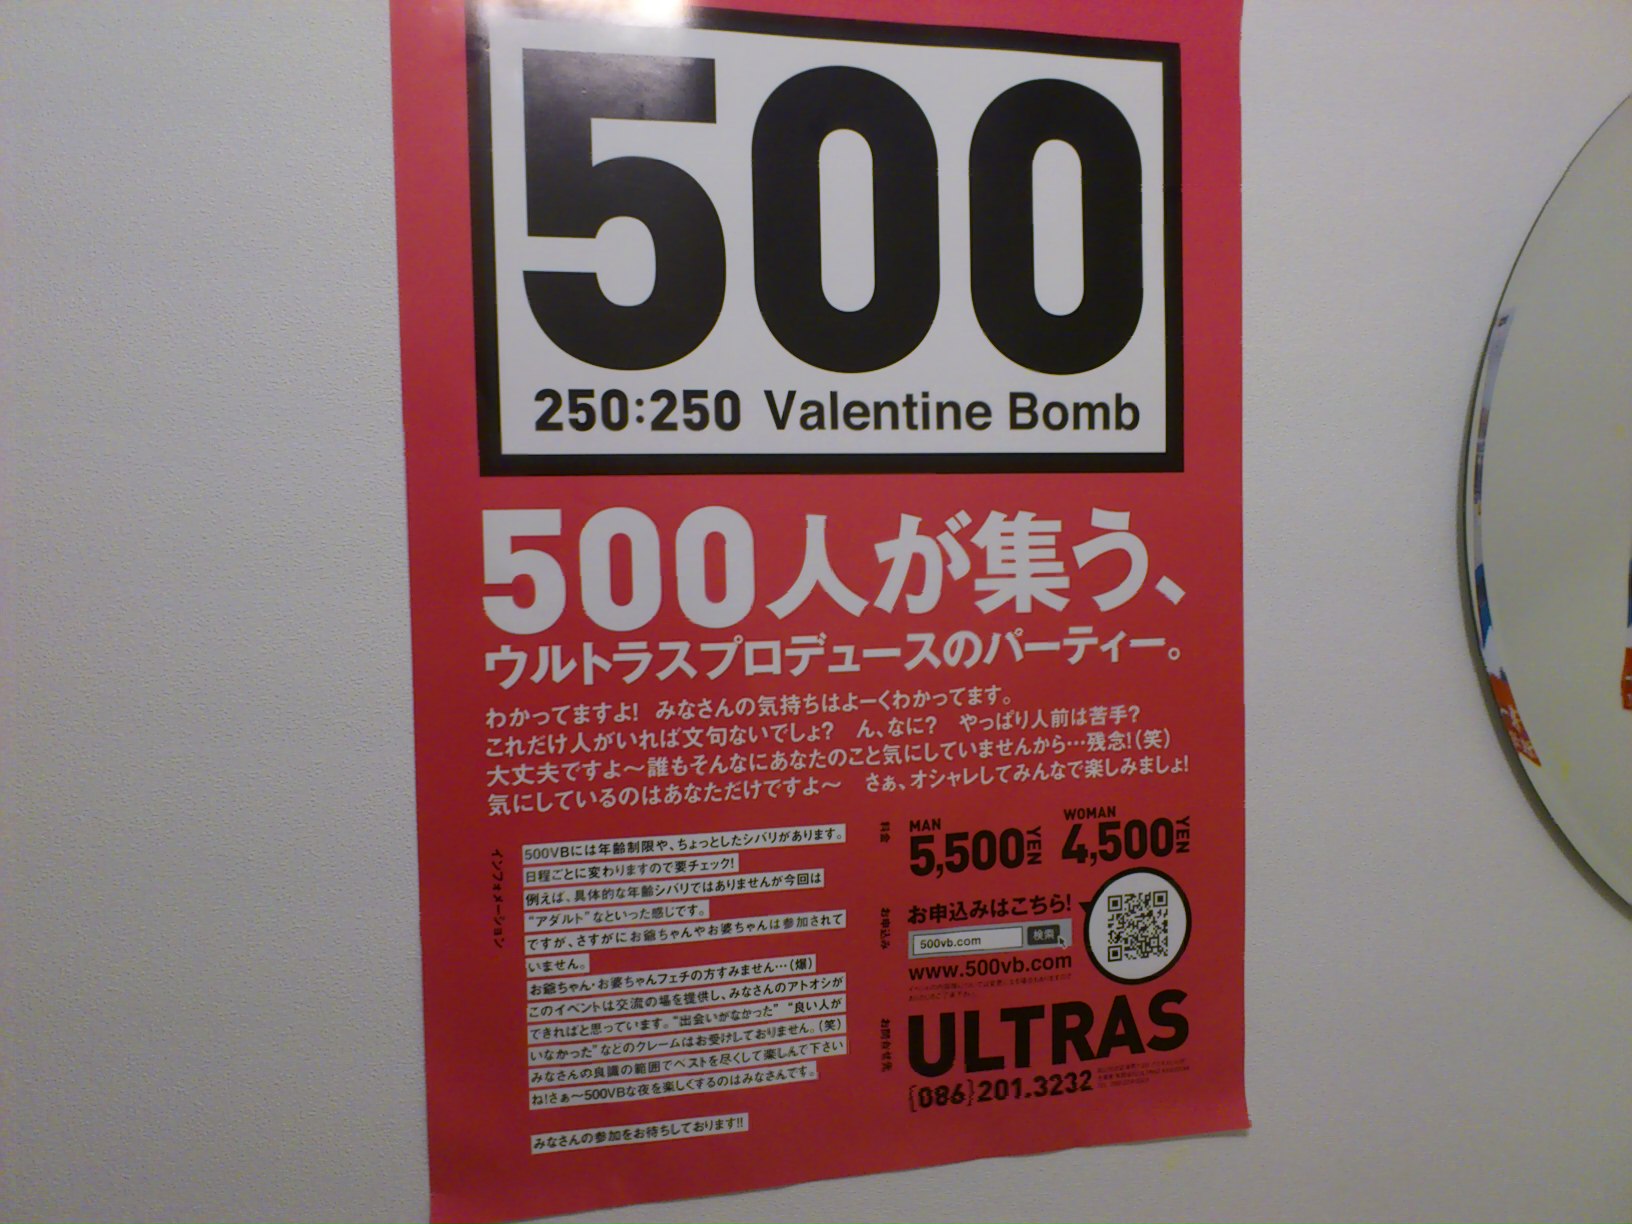 500
250:250 Valentine Bomb
500人が集う、
ウルトラスプロデュースのパーティー。
わかってますよ! みなさんの気持ちはよーくわかってます。
これだけ人がいれば文句ないでしょ? ん、なに? やっぱり人前は苦手?
大丈夫ですよ〜誰もそんなにあなたのこと気にしていませんから…残念!(笑)
気にしているのはあなただけですよ〜 さぁ、オシャレしてみんなで楽しみましょ!
インフォメーション
500VBには年齢制限や、ちょっとしたシバリがあります。
日程ごとに変わりますので要チェック!
例えば、具体的な年齢シバリではありませんが今回は
“アダルト”なといった感じです。
ですが、さすがにお爺ちゃんやお婆ちゃんは参加されて
いません。
お爺ちゃん・お婆ちゃんフェチの方すみません…(爆)
このイベントは交流の場を提供し、みなさんのアトオシが
できればと思っています。“出会いがなかった”“良い人が
いなかった”などのクレームはお受けしておりません。(笑)
みなさんの良識の範囲でベストを尽くして楽しんで下さい
ね!さぁ〜500VBな夜を楽しくするのはみなさんです。
みなさんの参加をお待ちしております!!
料金
MAN
5,500YEN
WOMAN
4,500YEN
お申込み
お申込みはこちら!
500vb.com 検索
www.500vb.com
お問合せ先
ULTRAS
{086}201.3232